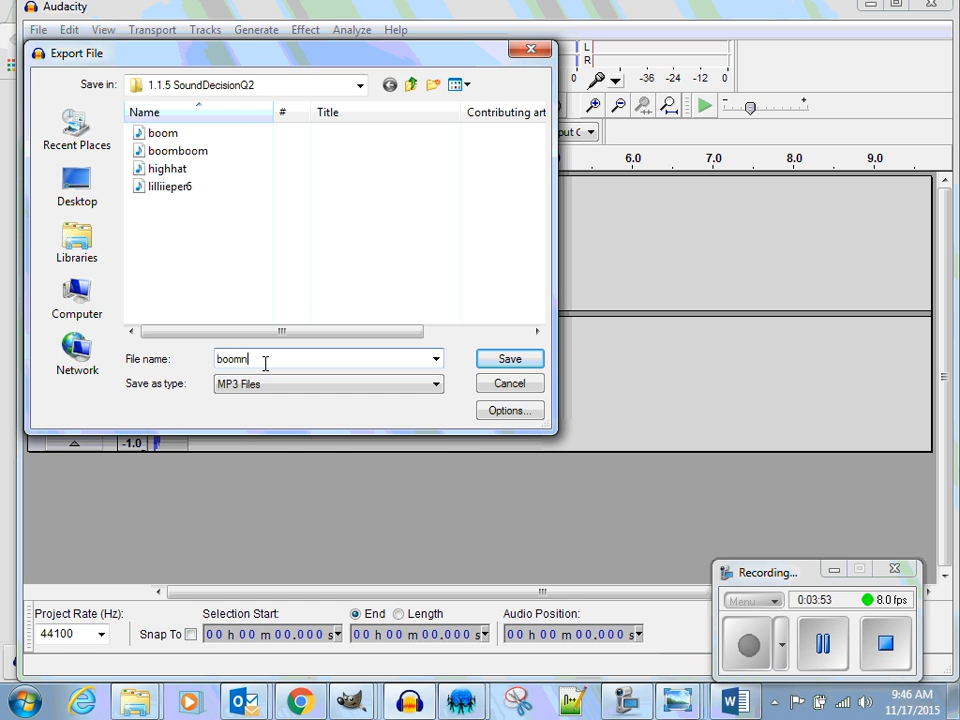 Audacity
File Edit View Transport Tracks Generate Effect Analyze Help
Export File
L
R
0 -36 -24 -12 0
Save in: 1.1.5 SoundDecisionQ2
Name # Title Contributing art
Recent Places
boom
boomboom
highhat
lilliieper6
Desktop
Libraries
Computer
Network
6.0 7.0 8.0 9.0
File name: boomn
Save
Save as type: MP3 Files
Cancel
Options...
-1.0
Recording...
Menu 0:03:53 8.0 fps
Project Rate (Hz): Selection Start: End Length Audio Position:
44100 Snap To 00 h 00 m 00.000 s 00 h 00 m 00.000 s 00 h 00 m 00.000 s
9:46 AM
11/17/2015